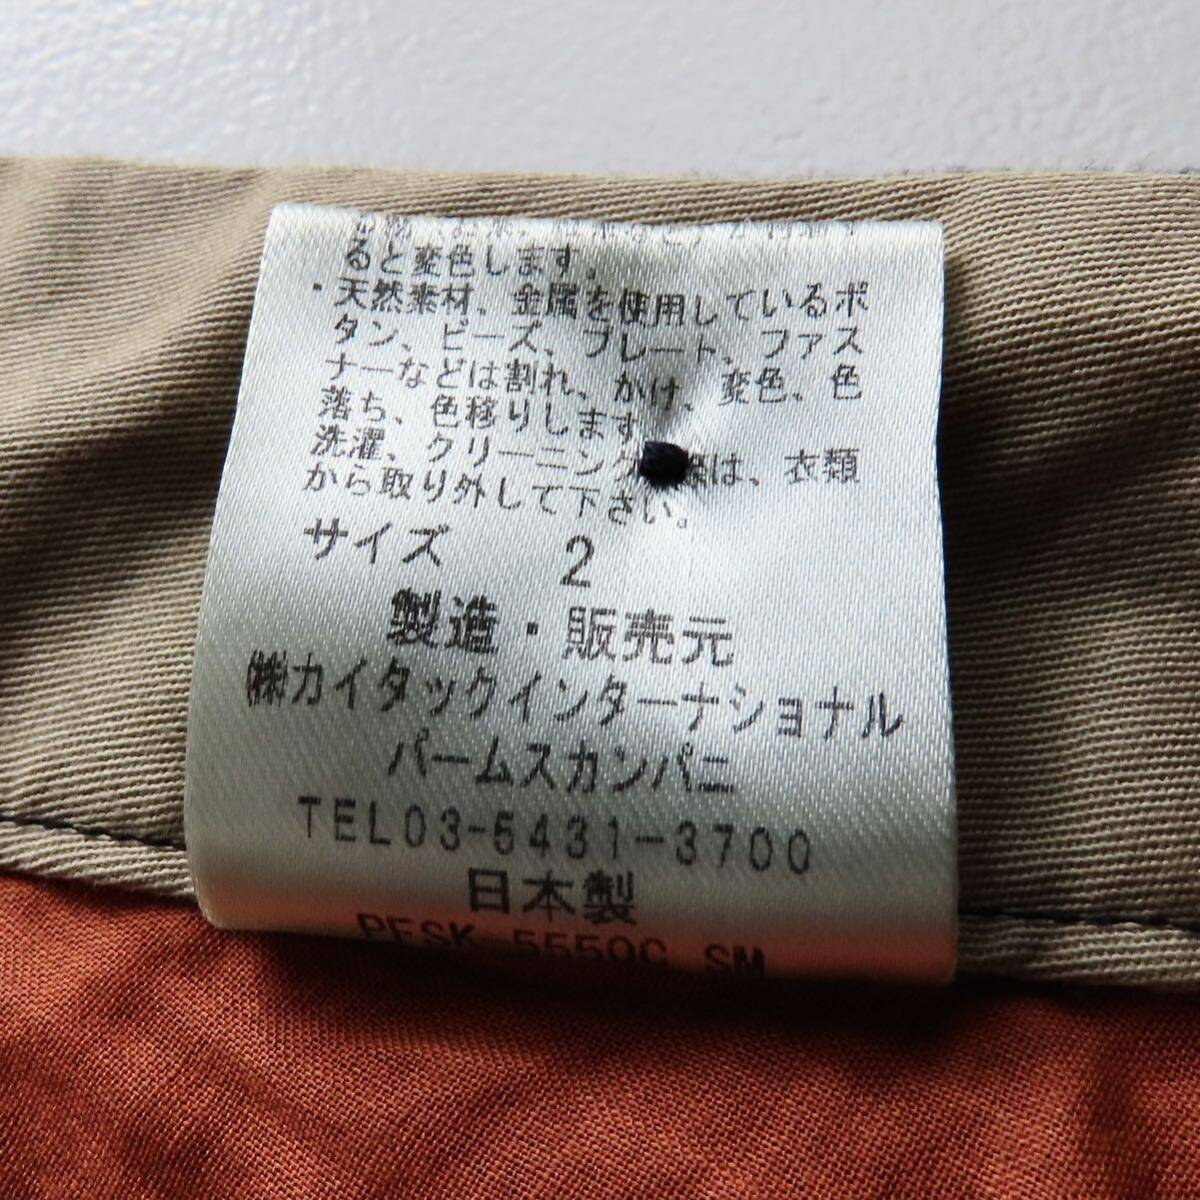 ると変色します。
・天然素材、金属を使用しているボ
タン、ビーズ、プレート、ファス
ナーなどは割れ、かけ、変色、色
落ち、色移りします
洗濯、クリーニング 際は、衣類
から取り外して下さい。
サイズ 2
製造・販売元
㈱カイタックインターナショナル
パームスカンパニ
TEL03-5431-3700
日本製
PFSK 5559C SM